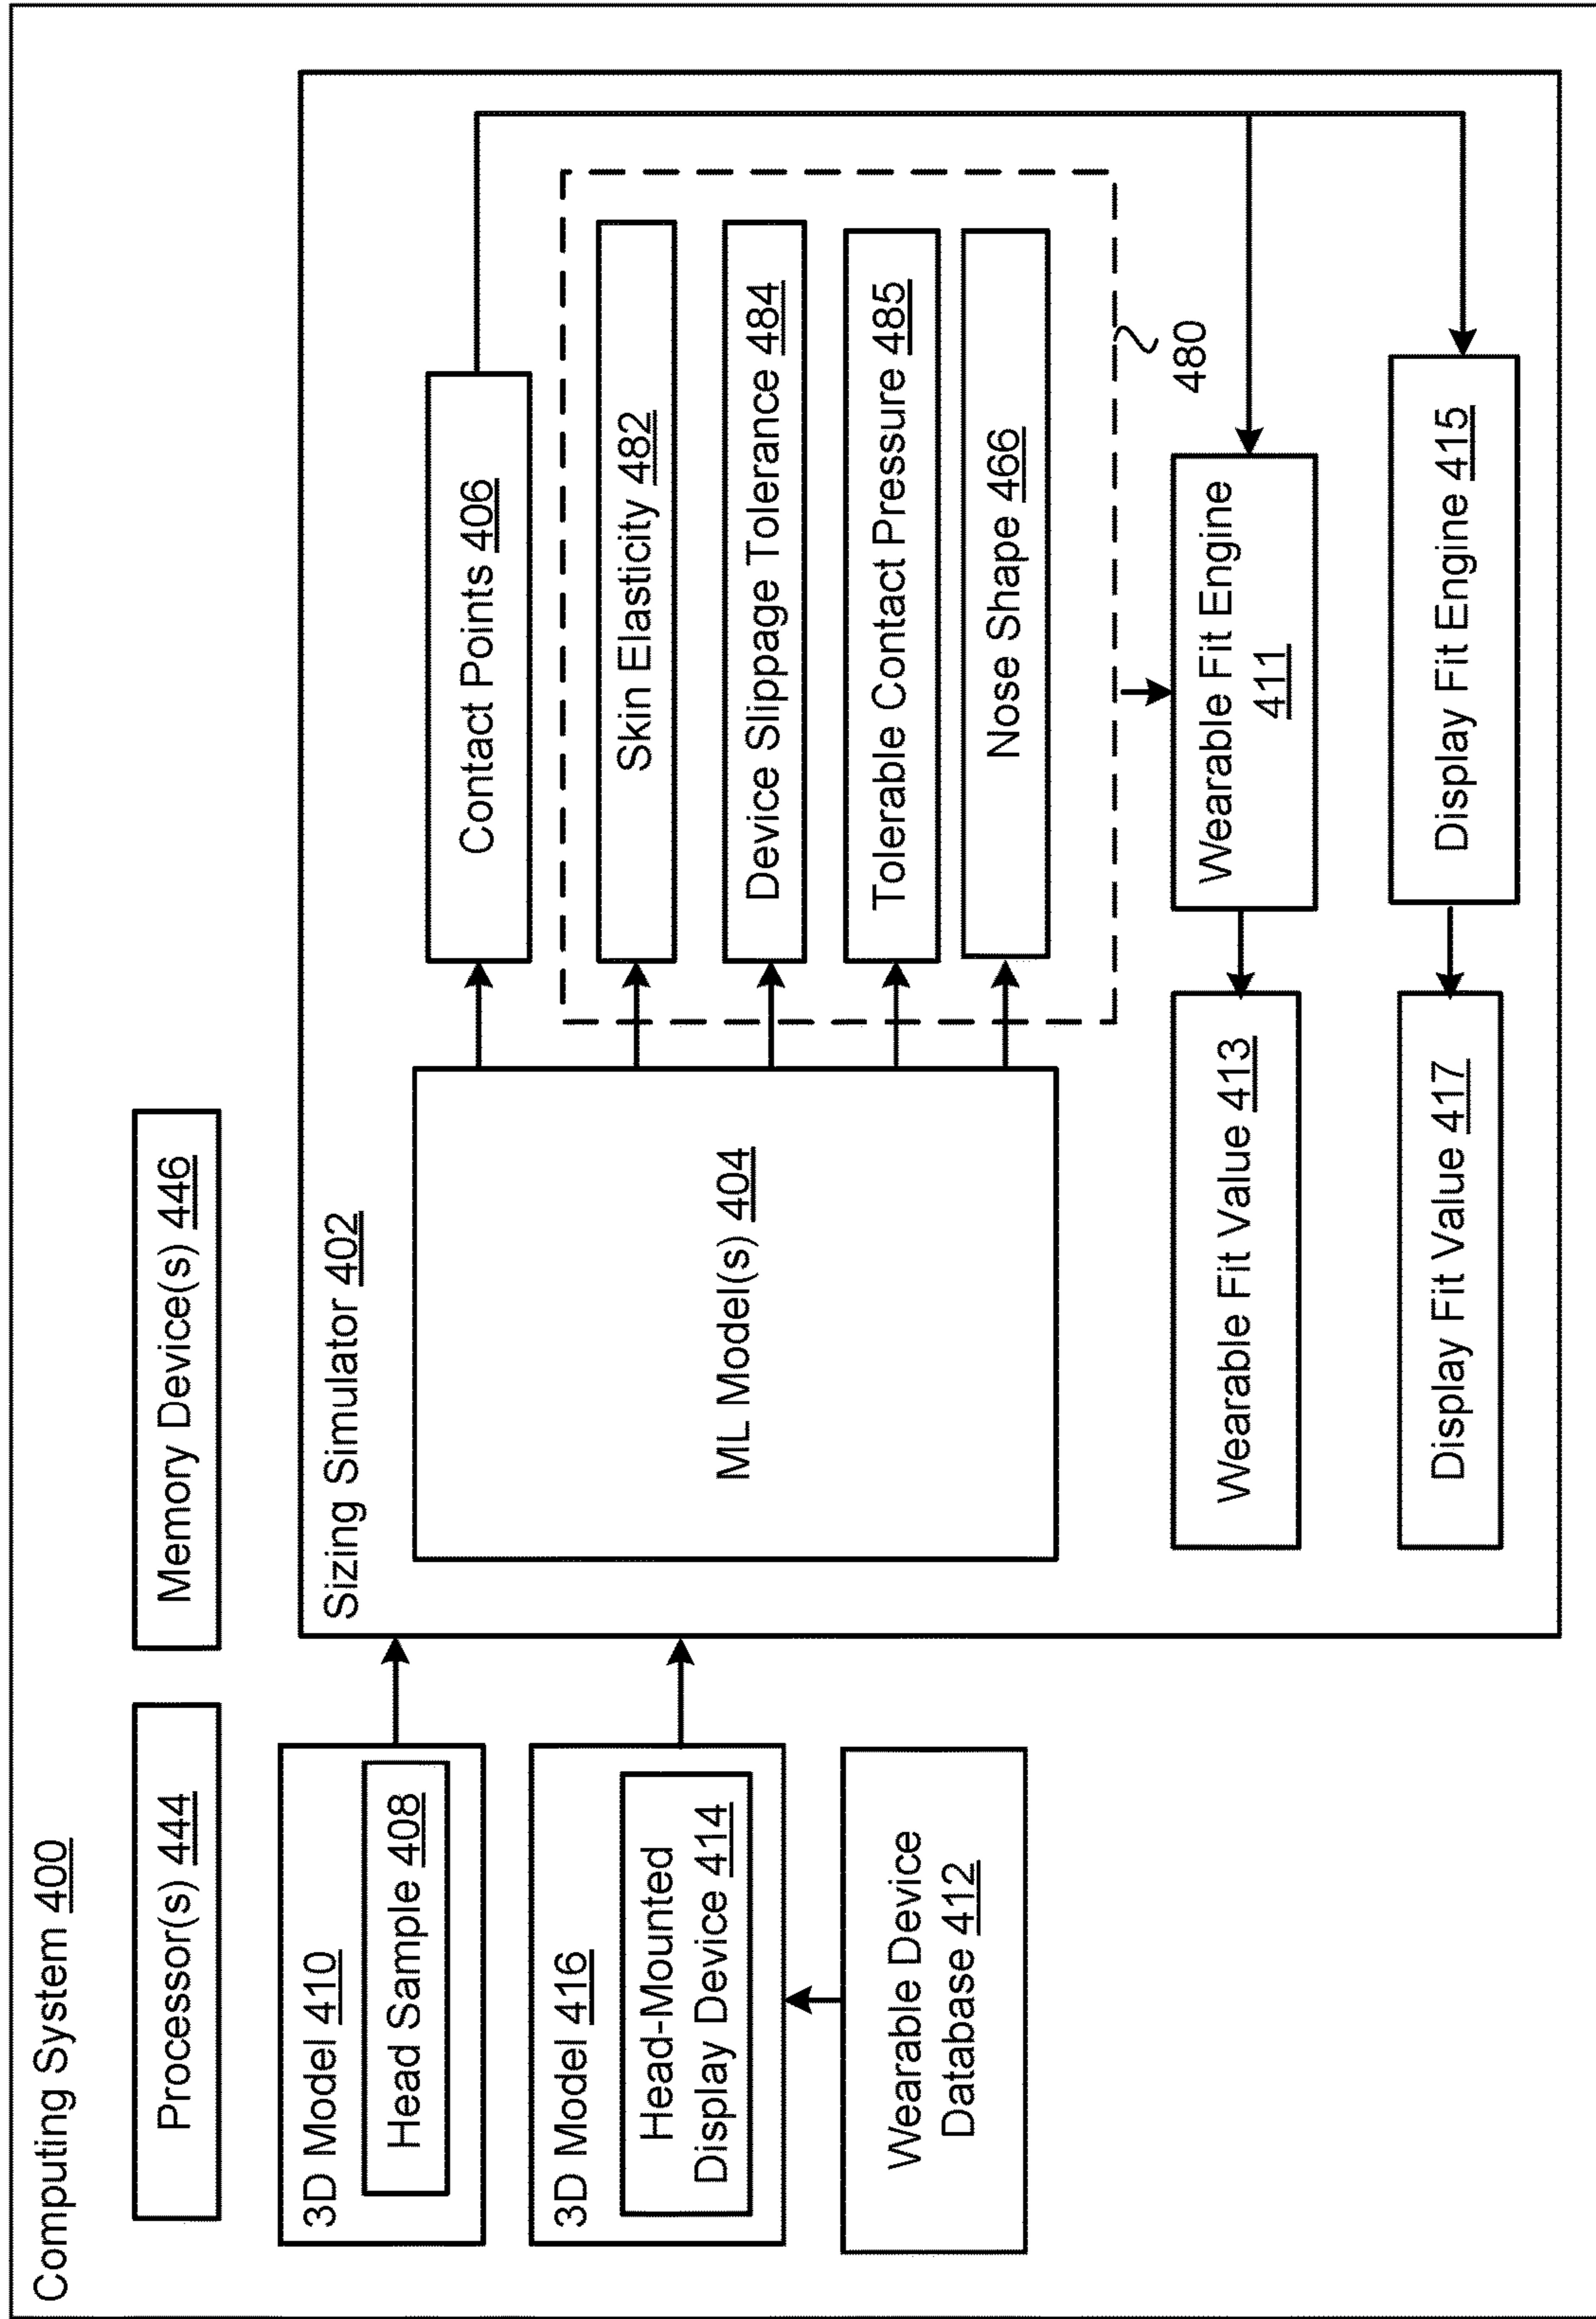 Computing System 400
Processor(s) 444
Memory Device(s) 446
3D Model 410
Head Sample 408
3D Model 416
Head-Mounted
Display Device 414
Wearable Device
Database 412
Sizing Simulator 402
ML Model(s) 404
Contact Points 406
Skin Elasticity 482
Device Slippage Tolerance 484
Tolerable Contact Pressure 485
Nose Shape 466
480
Wearable Fit Engine
411
Wearable Fit Value 413
Display Fit Engine 415
Display Fit Value 417